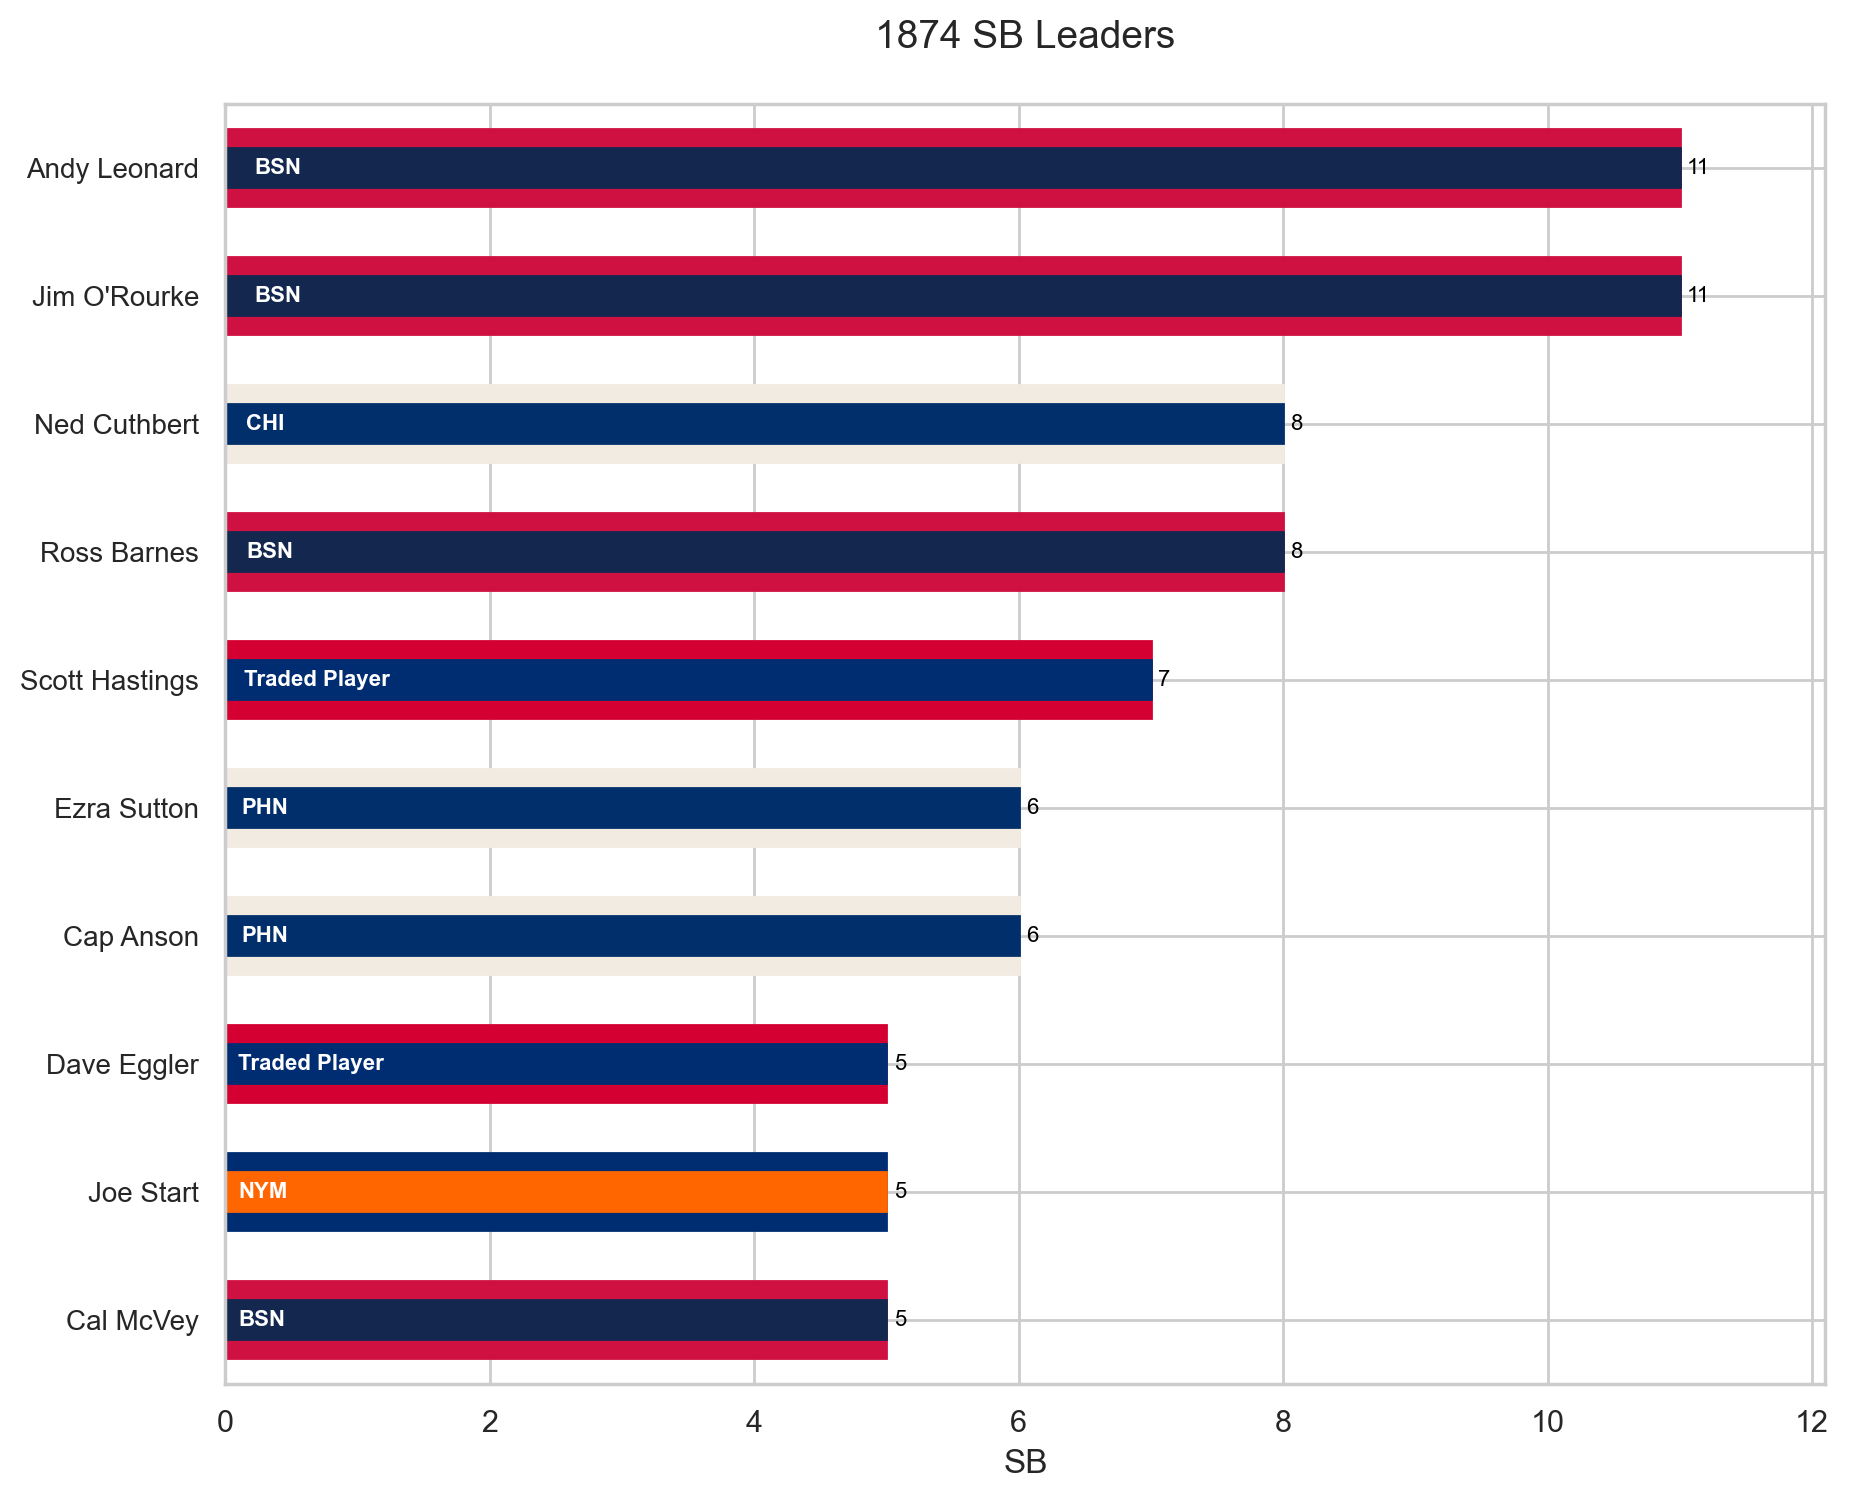 1874 SB Leaders
Andy Leonard
BSN
11
Jim O'Rourke
BSN
11
Ned Cuthbert
CHI
8
Ross Barnes
BSN
8
Scott Hastings
Traded Player
7
Ezra Sutton
PHN
6
Cap Anson
PHN
6
Dave Eggler
Traded Player
5
Joe Start
NYM
5
Cal McVey
BSN
5
0 2 4 6 8 10 12
SB